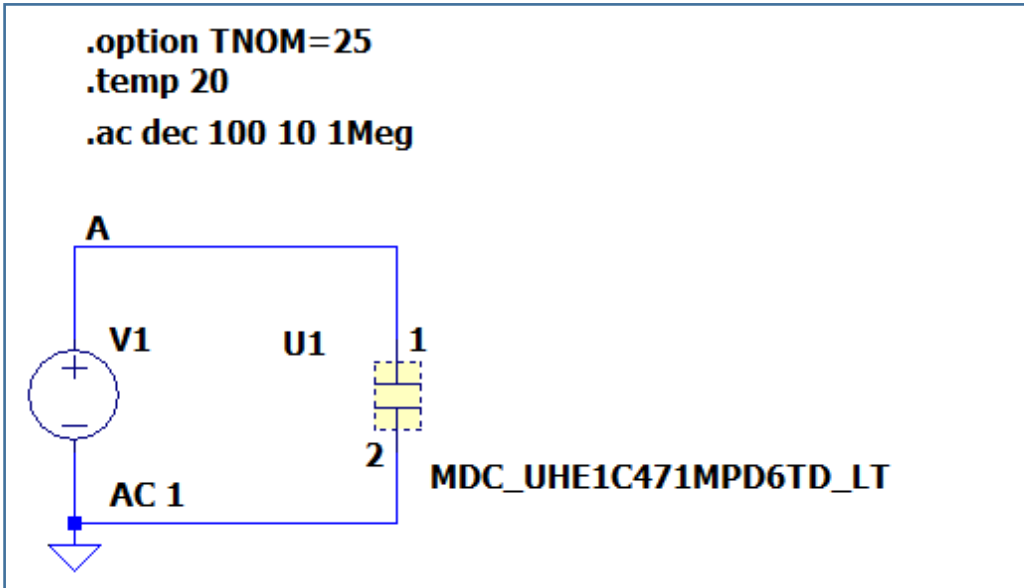 .option TNOM=25
.temp 20
.ac dec 100 10 1Meg
A
V1
U1
1
2
MDC_UHE1C471MPD6TD_LT
AC 1